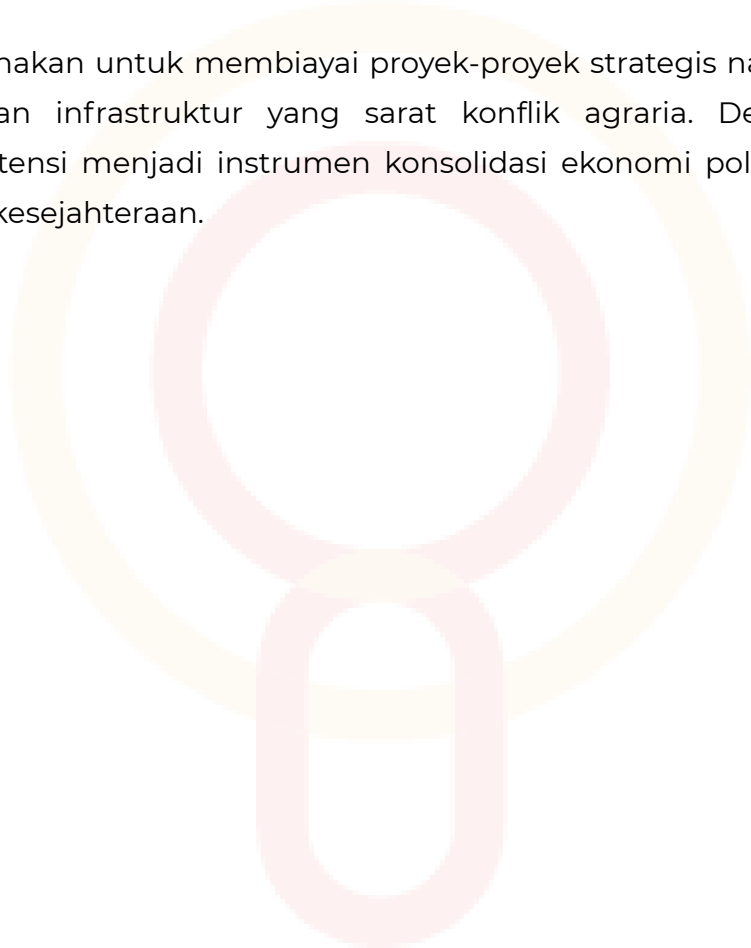 nakan untuk membiayai proyek-proyek strategis na
an infrastruktur yang sarat konflik agraria. De
tensi menjadi instrumen konsolidasi ekonomi pol
kesejahteraan.